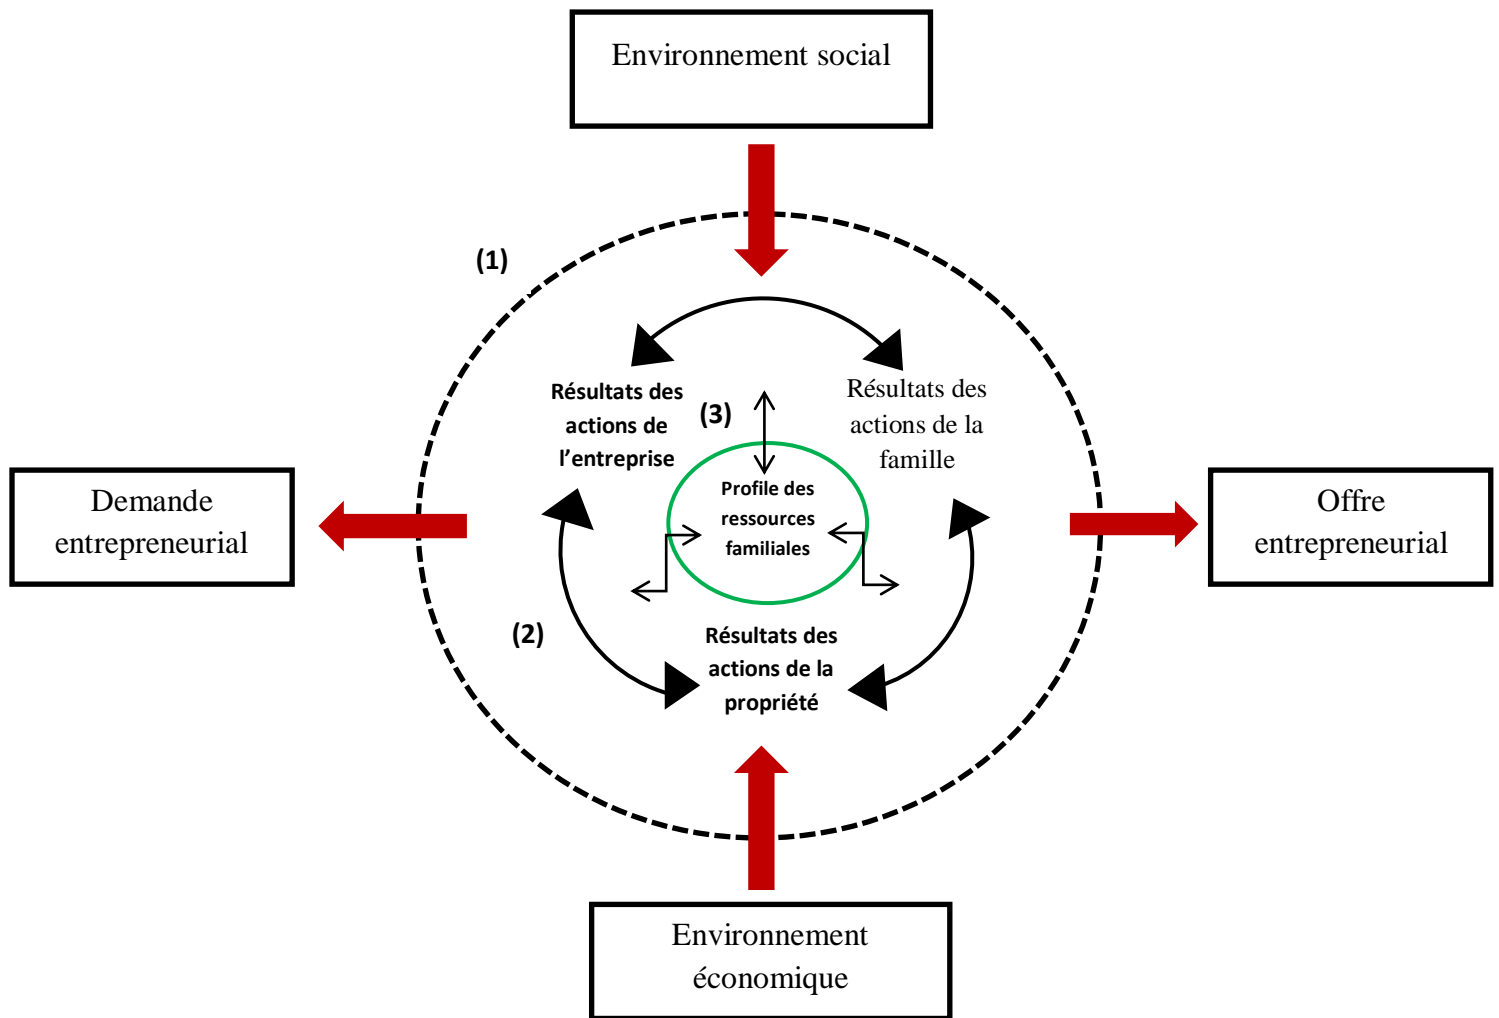 Environnement social
(1)
Résultats des
actions de
l’entreprise
(3)
Résultats des
actions de la
famille
Demande
entrepreneurial
Profile des
ressources
familiales
Offre
entrepreneurial
(2)
Résultats des
actions de la
propriété
Environnement
économique